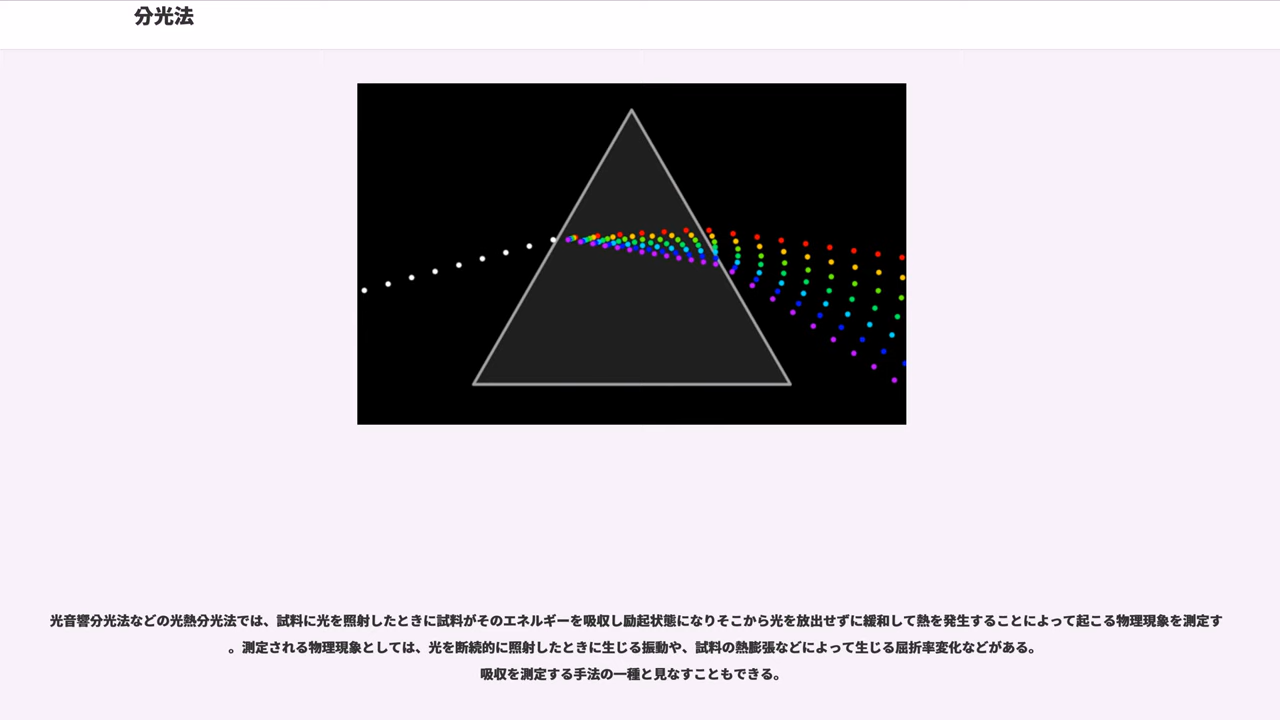 分光法
光音響分光法などの光熱分光法では、試料に光を照射したときに試料がそのエネルギーを吸収し励起状態になりそこから光を放出せずに緩和して熱を発生することによって起こる物理現象を測定す
。測定される物理現象としては、光を断続的に照射したときに生じる振動や、試料の熱膨張などによって生じる屈折率変化などがある。
吸収を測定する手法の一種と見なすこともできる。